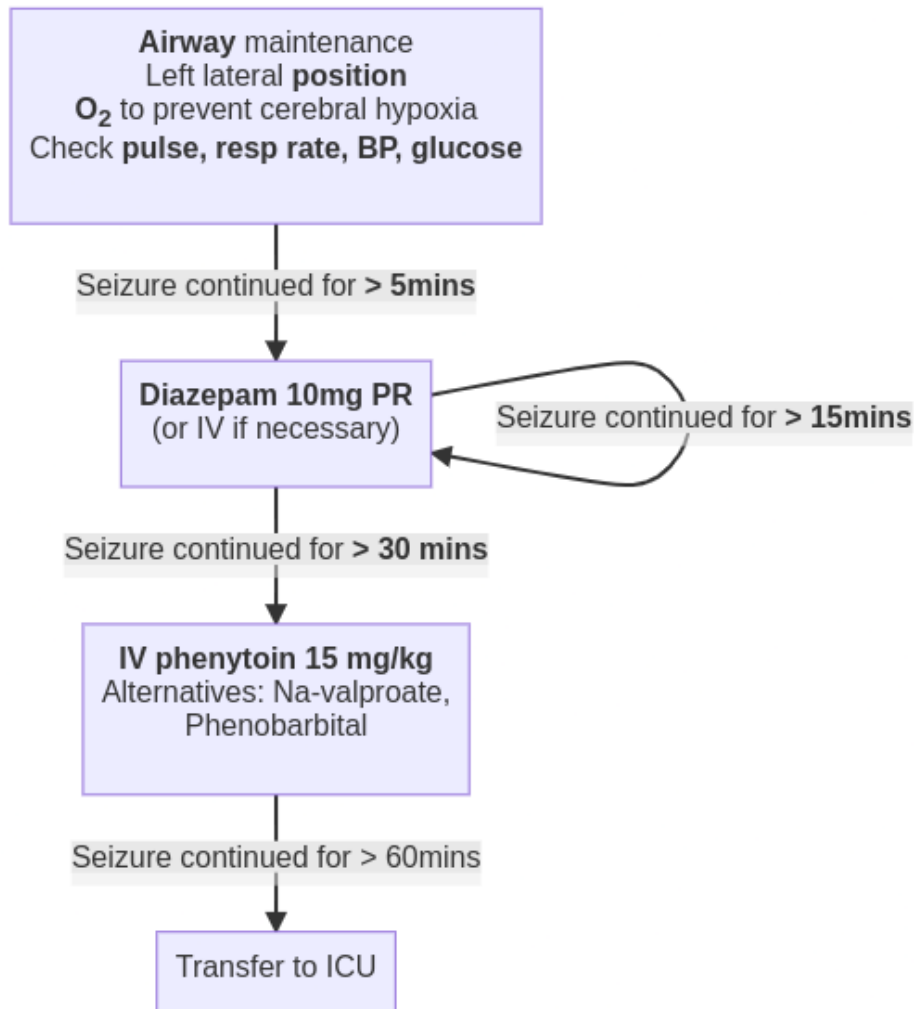 Airway maintenance
Left lateral position
O₂ to prevent cerebral hypoxia
Check pulse, resp rate, BP, glucose
Seizure continued for > 5mins
Diazepam 10mg PR
(or IV if necessary)
Seizure continued for > 15mins
Seizure continued for > 30 mins
IV phenytoin 15 mg/kg
Alternatives: Na-valproate,
Phenobarbital
Seizure continued for > 60mins
Transfer to ICU